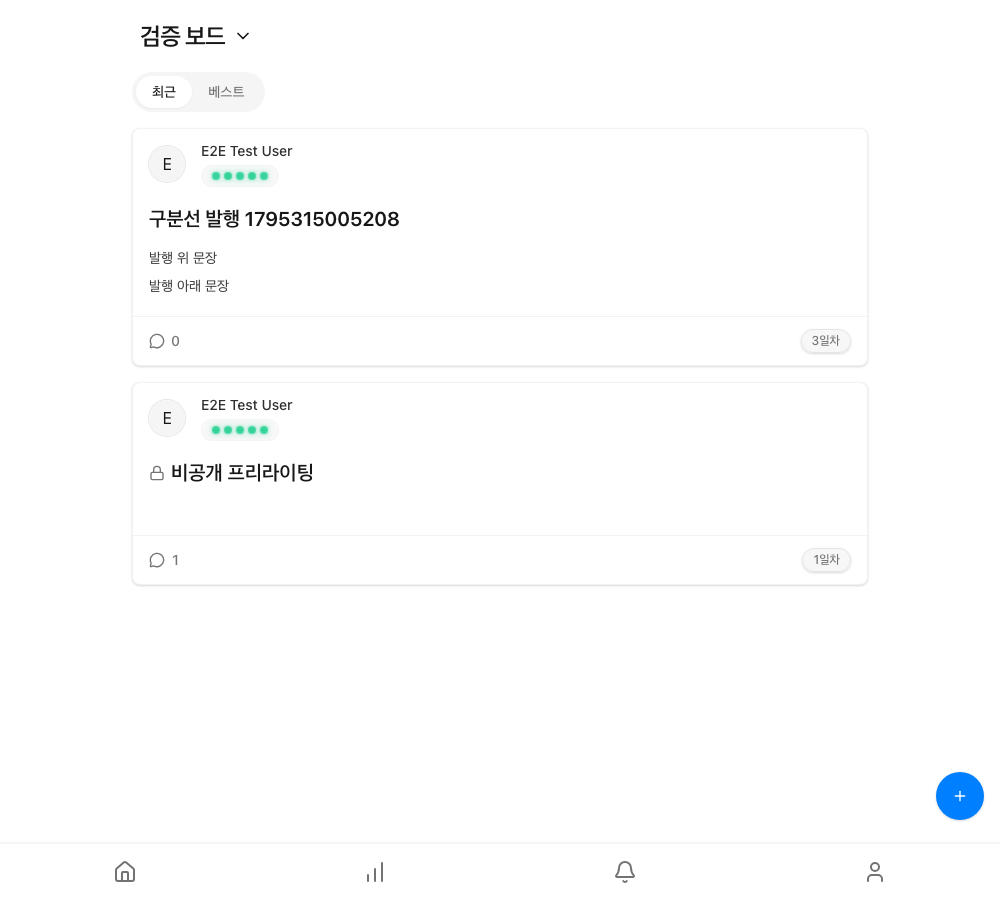 검증 보드
최근 베스트
E
E2E Test User
구분선 발행 1795315005208
발행 위 문장
발행 아래 문장
0 3일차
E
E2E Test User
비공개 프리라이팅
1 1일차